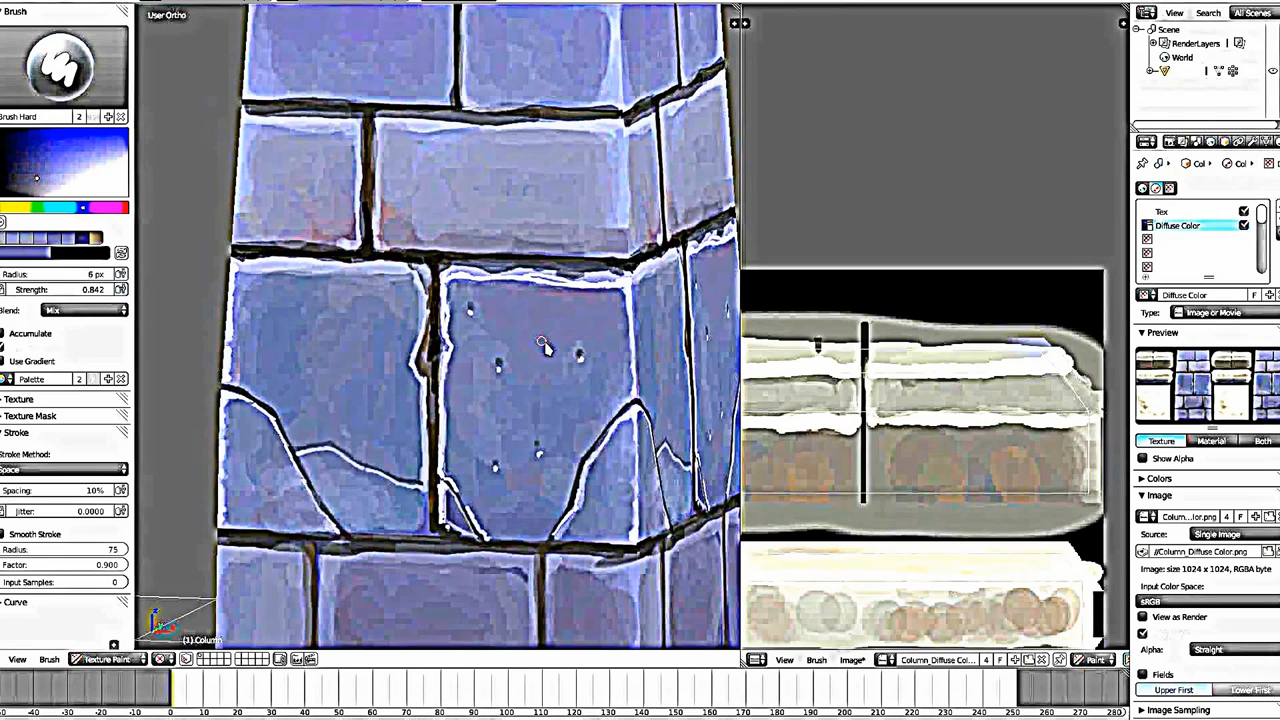 Brush
User Ortho
View Search All Scenes
Scene
RenderLayers
World
Brush Hard 2
Col Col
Tex
Diffuse Color
Radius: 6 px
Strength: 0.842
Blend: Mix
Accumulate
Use Gradient
Palette 2
Texture
Texture Mask
Stroke
Stroke Method:
Space
Spacing: 10%
Jitter: 0.0000
Smooth Stroke
Radius: 75
Factor: 0.900
Input Samples: 0
Curve
Diffuse Color F
Type: Image or Movie
Preview
Texture Material Both
Show Alpha
Colors
Image
Colum...lor.png 4 F
Source: Single Image
//Column_Diffuse Color.png
Image: size 1024 x 1024, RGBA byte
Input Color Space:
sRGB
View as Render
Alpha: Straight
Fields
Upper First Lower First
Image Sampling
(1) Column
View Brush Texture Paint
View Brush Image* Column_Diffuse Col... 4 F Paint
-40 -30 -20 -10 0 10 20 30 40 50 60 70 80 90 100 110 120 130 140 150 160 170 180 190 200 210 220 230 240 250 260 270 280